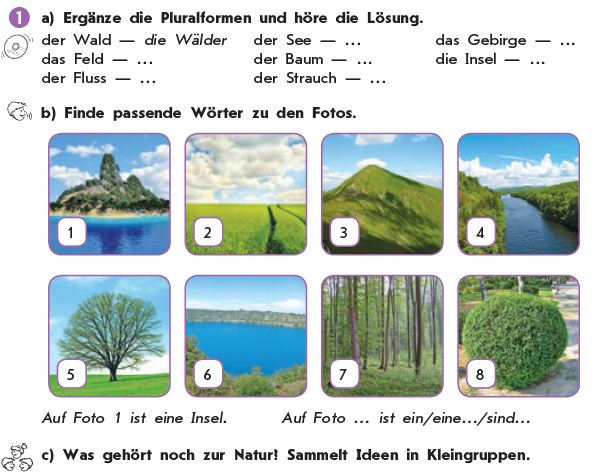 1 a) Ergänze die Pluralformen und höre die Lösung.
der Wald — die Wälder der See — ... das Gebirge — ...
das Feld — ... der Baum — ... die Insel — ...
der Fluss — ... der Strauch — ...
b) Finde passende Wörter zu den Fotos.
1 2 3 4
5 6 7 8
Auf Foto 1 ist eine Insel. Auf Foto ... ist ein/eine.../sind...
c) Was gehört noch zur Natur? Sammelt Ideen in Kleingruppen.